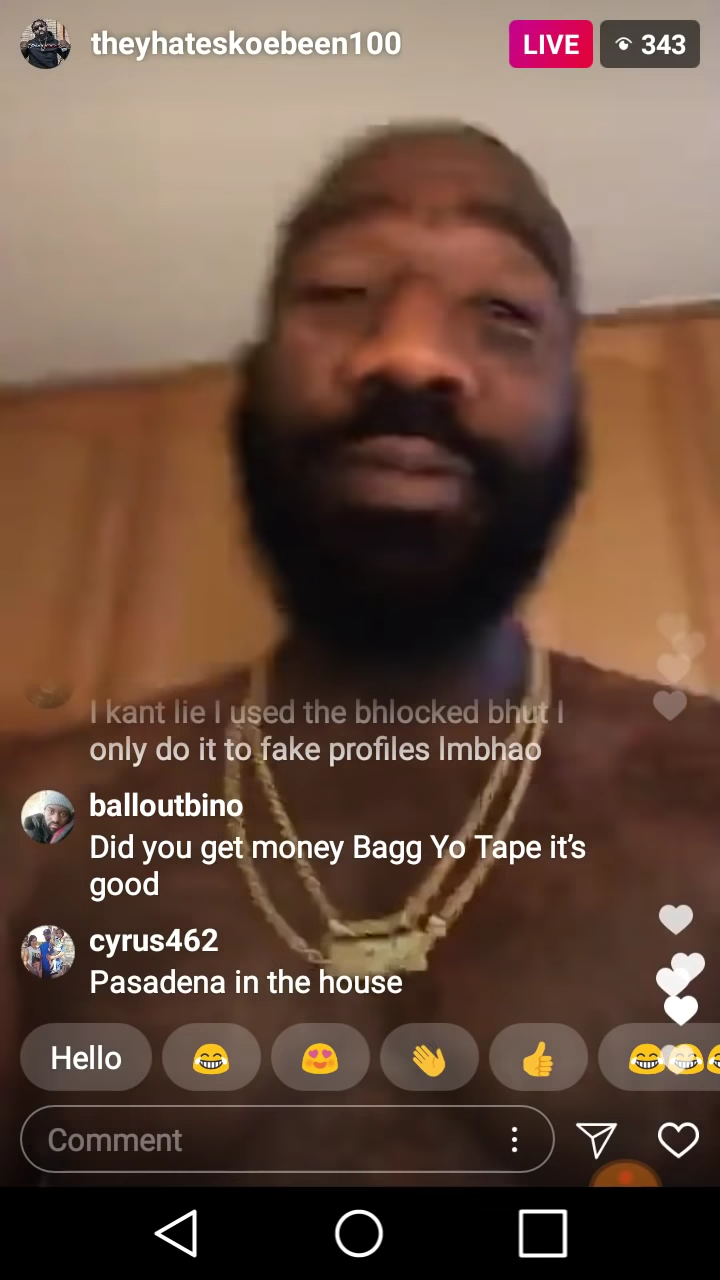 theyhateskoebeen100
LIVE
343
I kant lie I used the bhlocked bhut I
only do it to fake profiles lmbhao
balloutbino
Did you get money Bagg Yo Tape it’s
good
cyrus462
Pasadena in the house
Hello
Comment